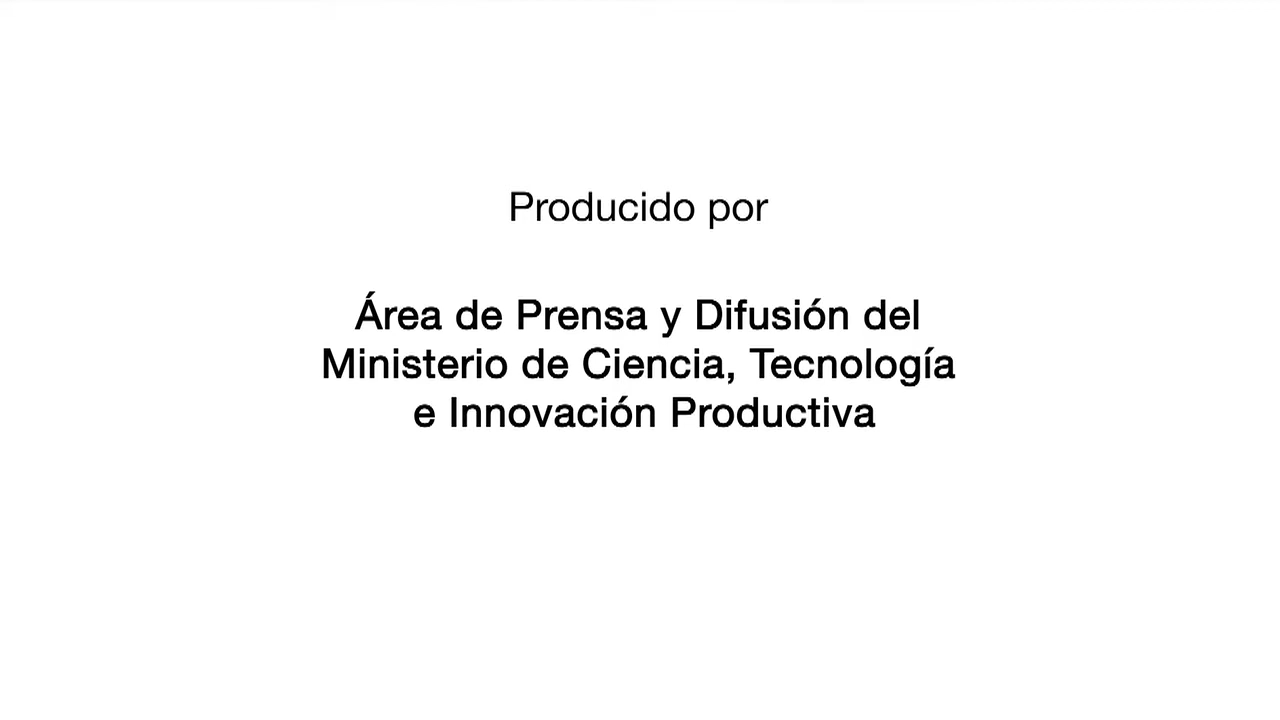 Producido por
Área de Prensa y Difusión del
Ministerio de Ciencia, Tecnología
e Innovación Productiva